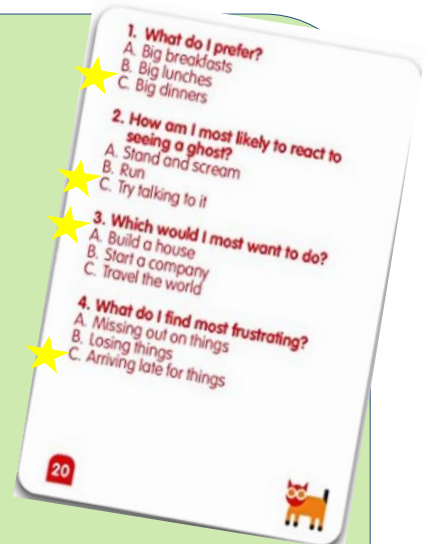 1. What do I prefer?
A. Big breakfasts
B. Big lunches
C. Big dinners
2. How am I most likely to react to
seeing a ghost?
A. Stand and scream
B. Run
C. Try talking to it
3. Which would I most want to do?
A. Build a house
B. Start a company
C. Travel the world
4. What do I find most frustrating?
A. Missing out on things
B. Losing things
C. Arriving late for things
20